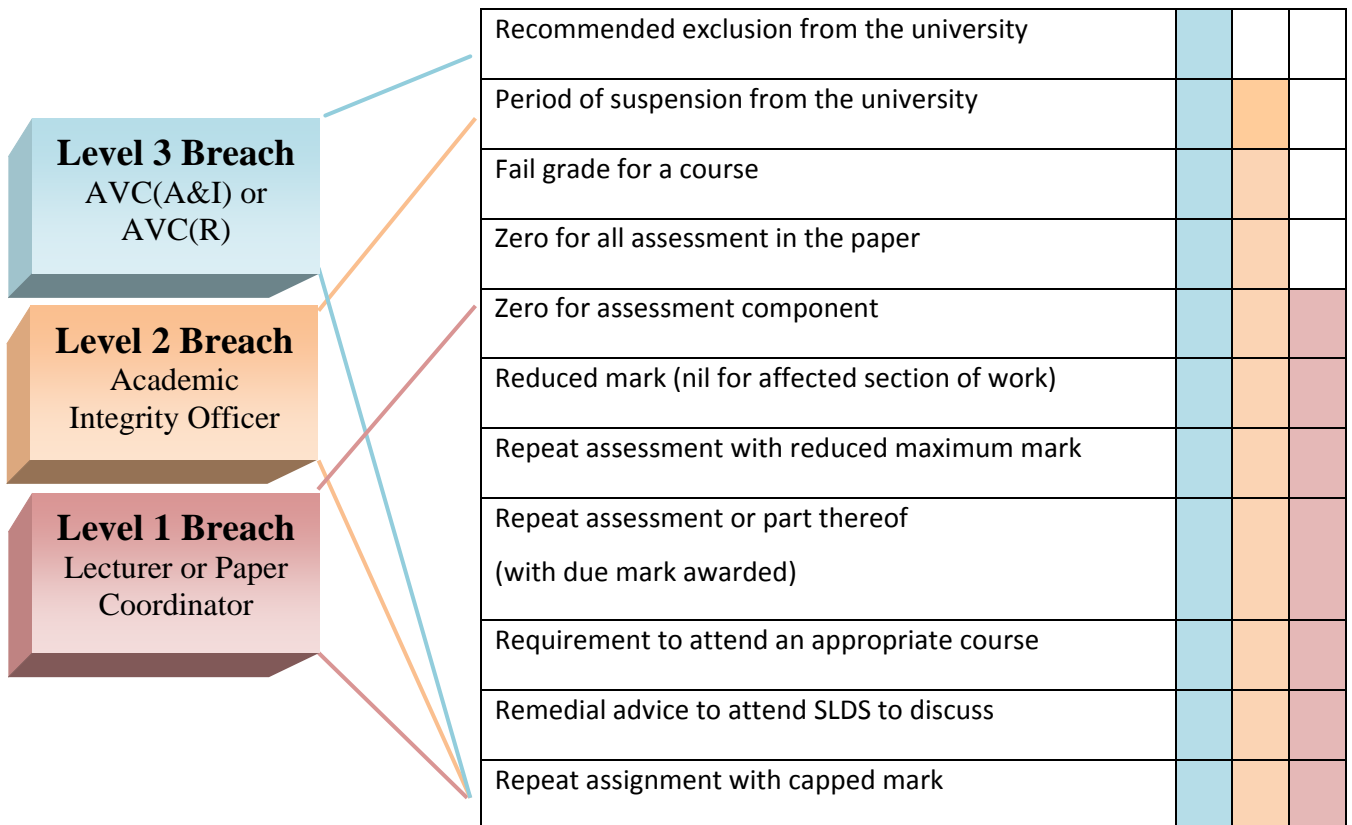 Level 3 Breach
AVC(A&I) or
AVC(R)
Level 2 Breach
Academic
Integrity Officer
Level 1 Breach
Lecturer or Paper
Coordinator
Recommended exclusion from the university
Period of suspension from the university
Fail grade for a course
Zero for all assessment in the paper
Zero for assessment component
Reduced mark (nil for affected section of work)
Repeat assessment with reduced maximum mark
Repeat assessment or part thereof
(with due mark awarded)
Requirement to attend an appropriate course
Remedial advice to attend SLDS to discuss
Repeat assignment with capped mark